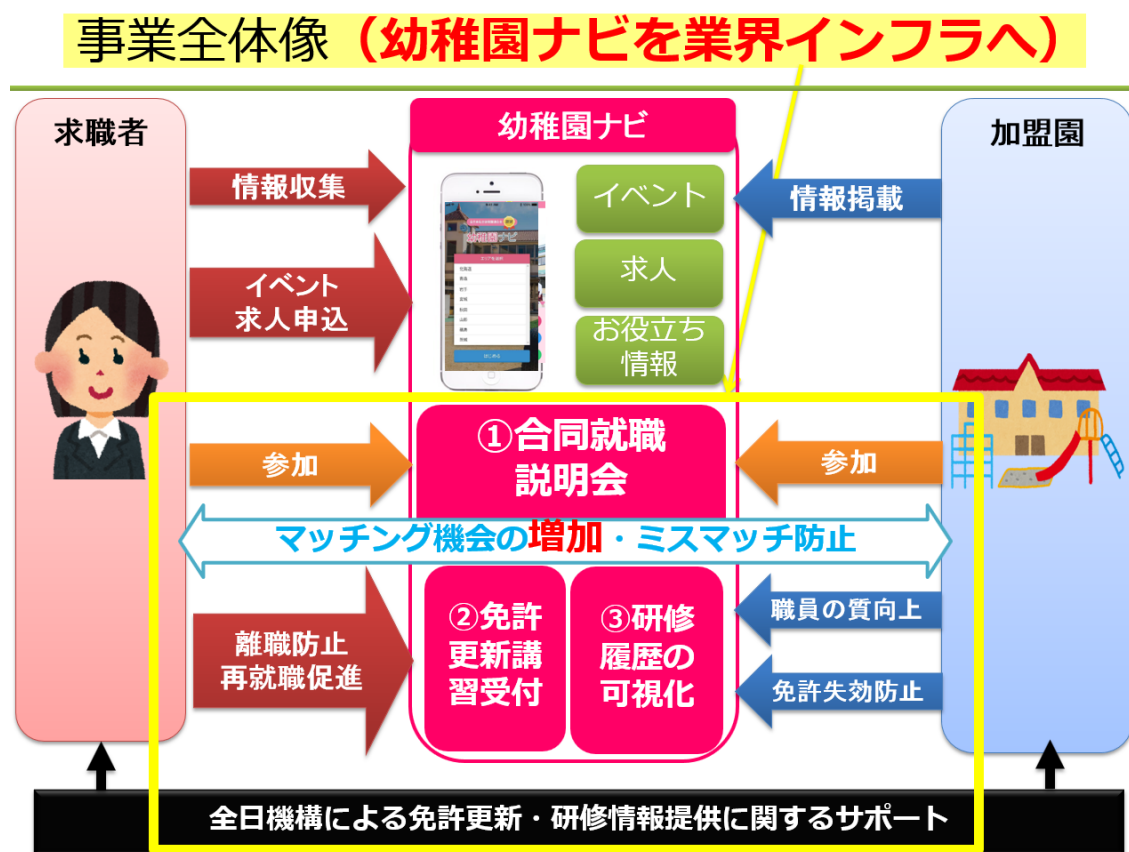 事業全体像（幼稚園ナビを業界インフラへ）
求職者
幼稚園ナビ
加盟園
情報収集
イベント
求人申込
幼稚園ナビ
イベント
求人
お役立ち
情報
情報掲載
参加
①合同就職
説明会
参加
マッチング機会の増加・ミスマッチ防止
離職防止
再就職促進
②免許
更新講
習受付
③研修
履歴の
可視化
職員の質向上
免許失効防止
全日機構による免許更新・研修情報提供に関するサポート